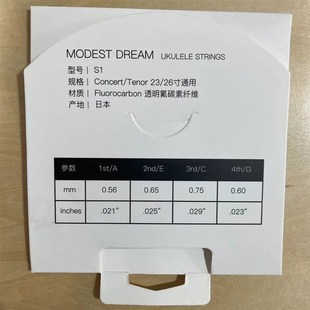 MODEST DREAM UKULELE STRINGS
型号 | S1
规格 | Concert/Tenor 23/26寸通用
材质 | Fluorocarbon 透明氟碳素纤维
产地 | 日本
参数 1st/A 2nd/E 3rd/C 4th/G
mm 0.56 0.65 0.75 0.60
inches .021" .025" .029" .023"